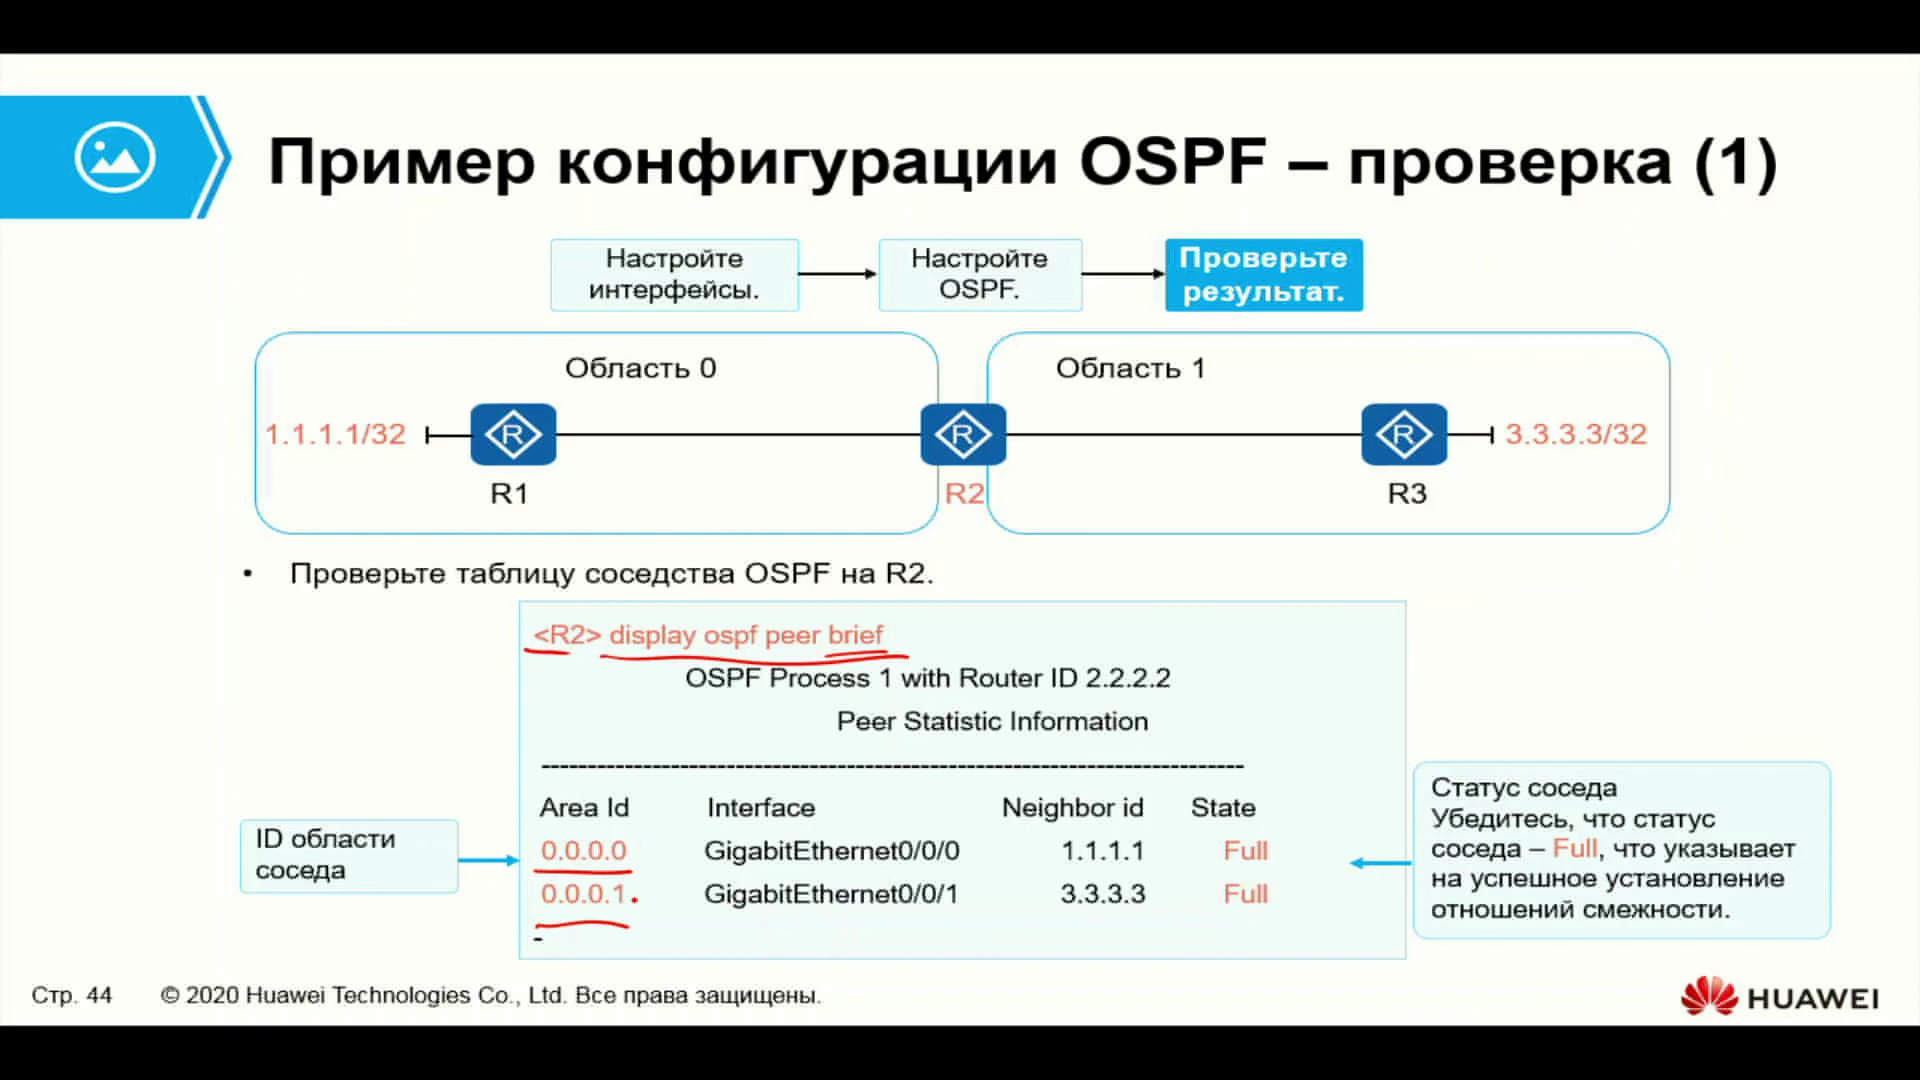 Пример конфигурации OSPF – проверка (1)
Настройте
интерфейсы.
Настройте
OSPF.
Проверьте
результат.
Область 0
Область 1
1.1.1.1/32
R
R
R
3.3.3.3/32
R1
R2
R3
• Проверьте таблицу соседства OSPF на R2.
<R2> display ospf peer brief
OSPF Process 1 with Router ID 2.2.2.2
Peer Statistic Information
----------------------------------------------------------------------------
Area Id Interface Neighbor id State
0.0.0.0 GigabitEthernet0/0/0 1.1.1.1 Full
0.0.0.1 GigabitEthernet0/0/1 3.3.3.3 Full
-
ID области
соседа
Статус соседа
Убедитесь, что статус
соседа – Full, что указывает
на успешное установление
отношений смежности.
Стр. 44 © 2020 Huawei Technologies Co., Ltd. Все права защищены.
HUAWEI